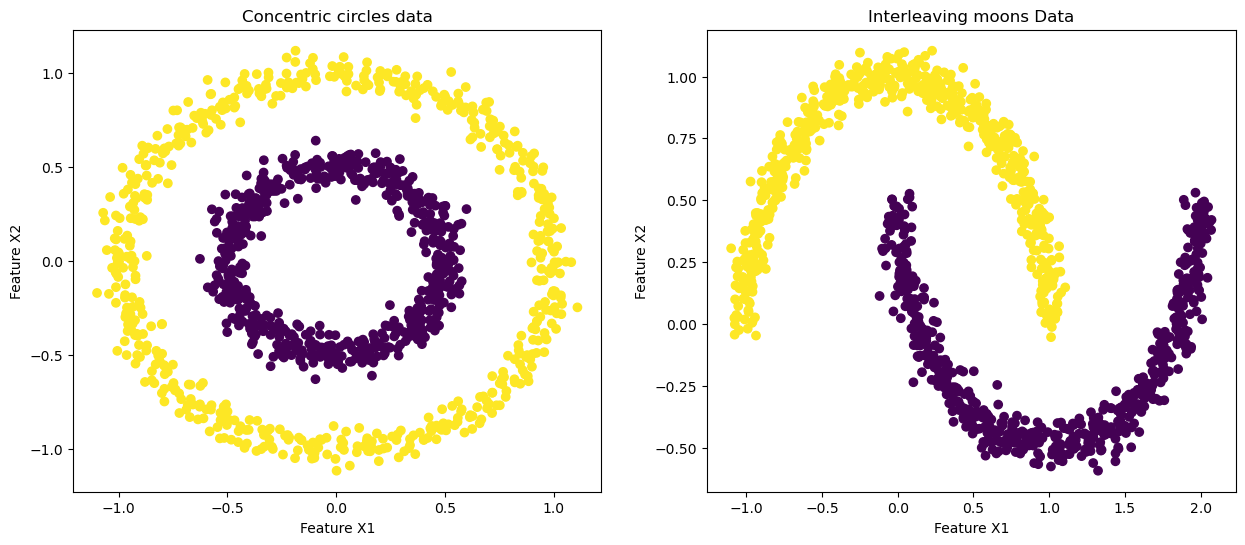 Concentric circles data
1.0
0.5
0.0
−0.5
−1.0
Feature X2
−1.0 −0.5 0.0 0.5 1.0
Feature X1
Interleaving moons Data
1.00
0.75
0.50
0.25
0.00
−0.25
−0.50
Feature X2
−1.0 −0.5 0.0 0.5 1.0 1.5 2.0
Feature X1